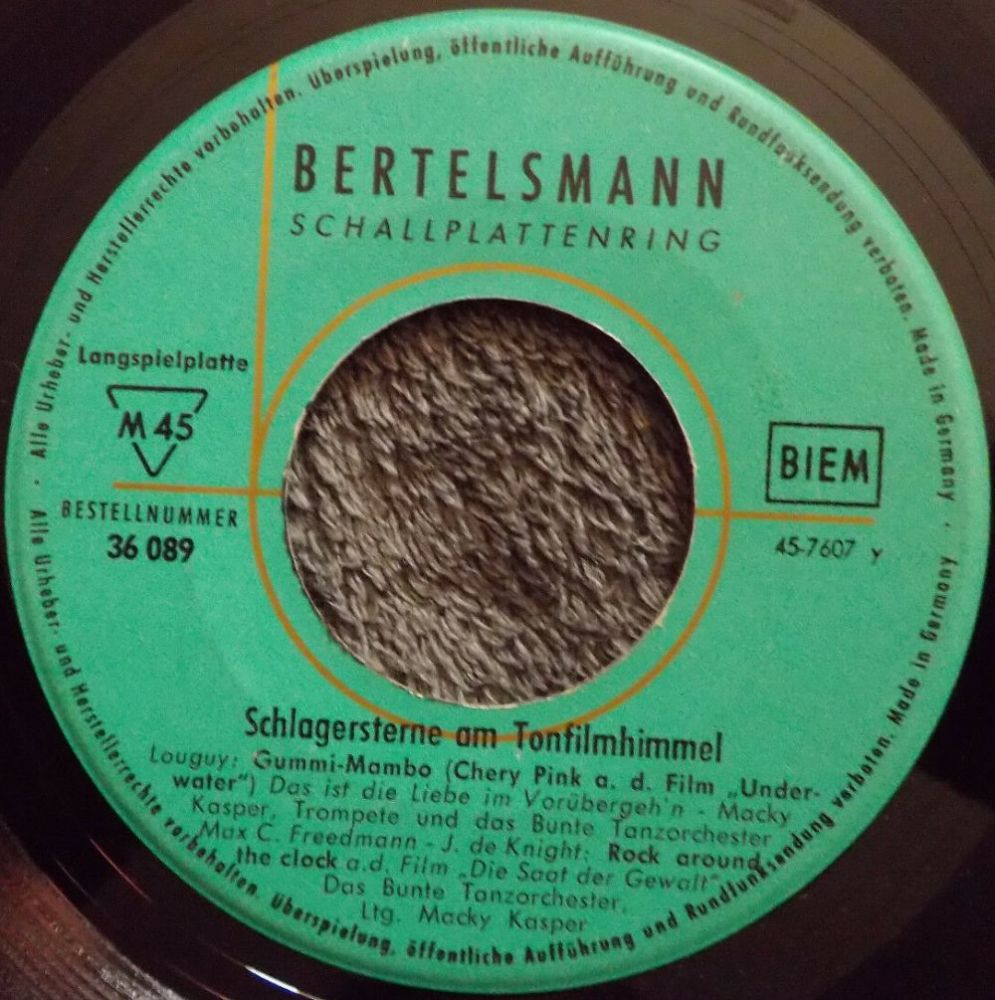 · Alle Urheber- und Herstellerrechte vorbehalten. Überspielung, öffentliche Aufführung und Rundfunksendung verboten. Made in Germany ·
BERTELSMANN
SCHALLPLATTENRING
Langspielplatte
M 45
BIEM
BESTELLNUMMER
36 089
45-7607 y
Schlagersterne am Tonfilmhimmel
Louguy: Gummi-Mambo (Chery Pink a. d. Film „Under-
water“) Das ist die Liebe im Vorübergeh'n - Macky
Kasper, Trompete und das Bunte Tanzorchester
Max C. Freedmann - J. de Knight: Rock around
the clock a.d. Film „Die Saat der Gewalt“
Das Bunte Tanzorchester,
Ltg. Macky Kasper
Alle Urheber- und Herstellerrechte vorbehalten. Überspielung, öffentliche Aufführung und Rundfunksendung verboten. Made in Germany